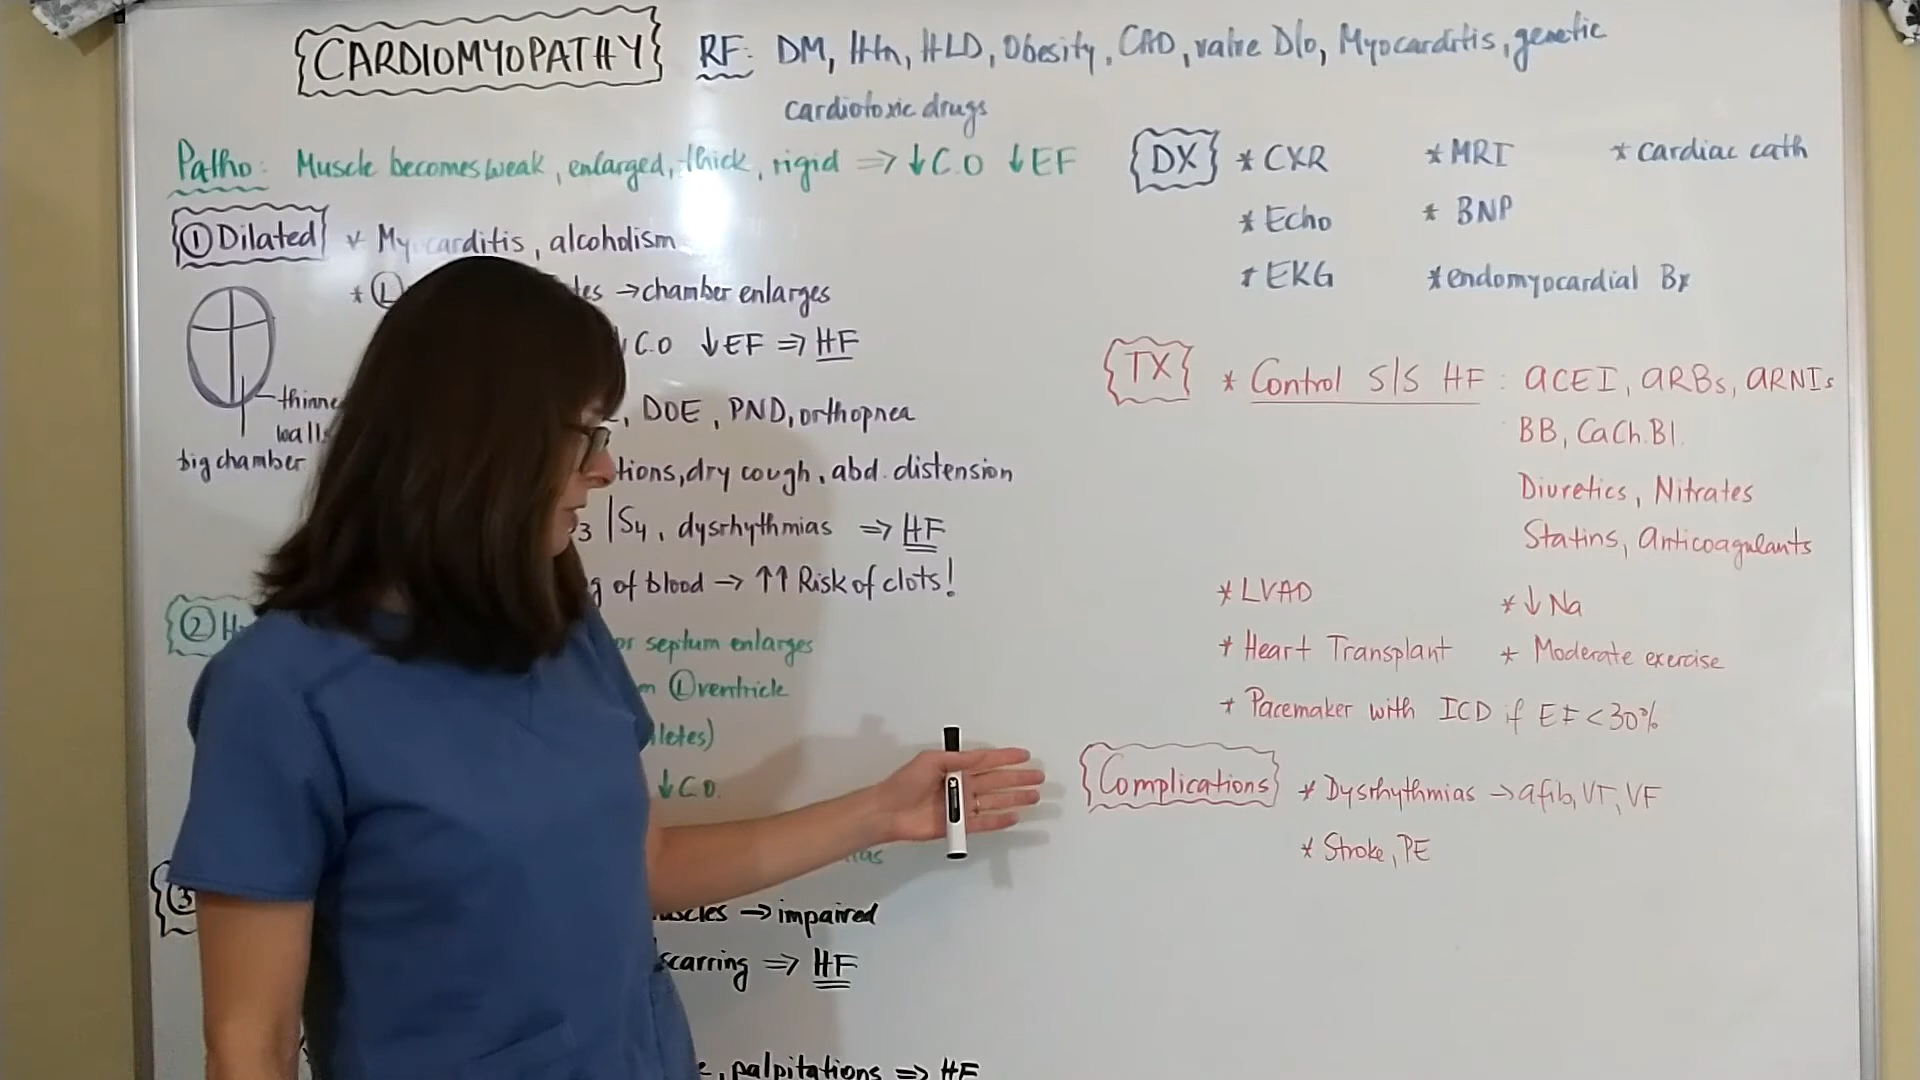 CARDIOMYOPATHY
RF: DM, Htn, HLD, Obesity, CAD, valve D/o, Myocarditis, genetic
cardiotoxic drugs
Patho: Muscle becomes weak, enlarged, thick, rigid ⇒ ↓C.O ↓EF
① Dilated
* Myocarditis, alcoholism
* Ⓛ → chamber enlarges
C.O ↓EF ⇒ HF
thinne
walls
big chamber
, DOE, PND, orthopnea
tions, dry cough, abd. distension
S4, dysrhythmias ⇒ HF
of blood → ↑↑ Risk of clots!
② H
or septum enlarges
Ⓛ ventricle
letes)
↓C.O.
③
uscles → impaired
scarring ⇒ HF
, palpitations ⇒ HF
DX
* CXR
* MRI
* cardiac cath
* Echo
* BNP
* EKG
* endomyocardial Bx
TX
* Control S/S HF: ACEI, ARBs, ARNIs
BB, CaCh.Bl.
Diuretics, Nitrates
Statins, Anticoagulants
* LVAD
* ↓ Na
* Heart Transplant
* Moderate exercise
* Pacemaker with ICD if EF <30%
Complications
* Dysrhythmias → afib, VT, VF
* Stroke, PE